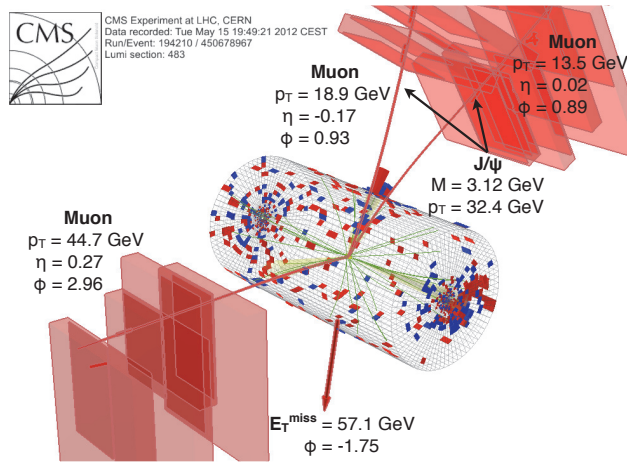 CMS
CMS Experiment at LHC, CERN
Data recorded: Tue May 15 19:49:21 2012 CEST
Run/Event: 194210 / 450678967
Lumi section: 483
Muon
pT = 18.9 GeV
η = -0.17
ϕ = 0.93
Muon
pT = 13.5 GeV
η = 0.02
ϕ = 0.89
J/ψ
M = 3.12 GeV
pT = 32.4 GeV
Muon
pT = 44.7 GeV
η = 0.27
ϕ = 2.96
ETmiss = 57.1 GeV
ϕ = -1.75